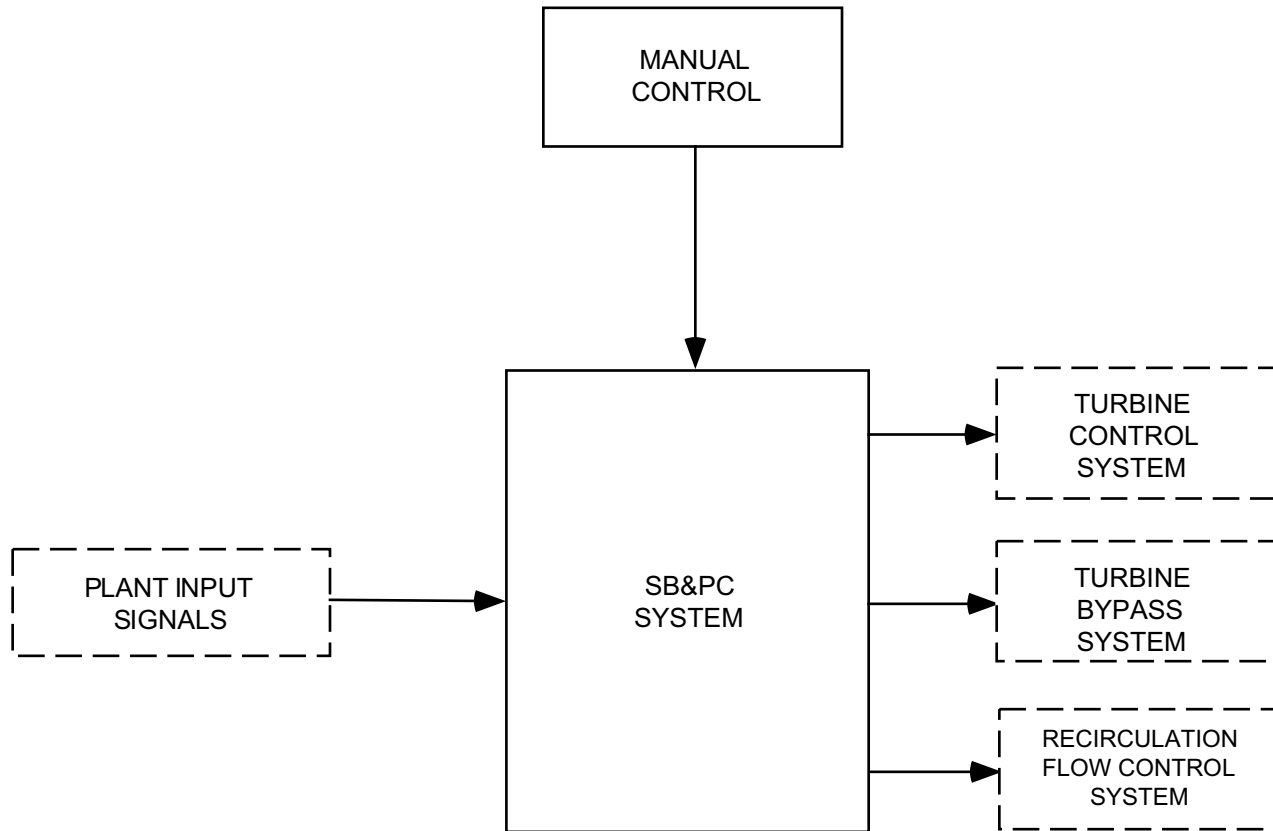 MANUAL
CONTROL
PLANT INPUT
SIGNALS
SB&PC
SYSTEM
TURBINE
CONTROL
SYSTEM
TURBINE
BYPASS
SYSTEM
RECIRCULATION
FLOW CONTROL
SYSTEM